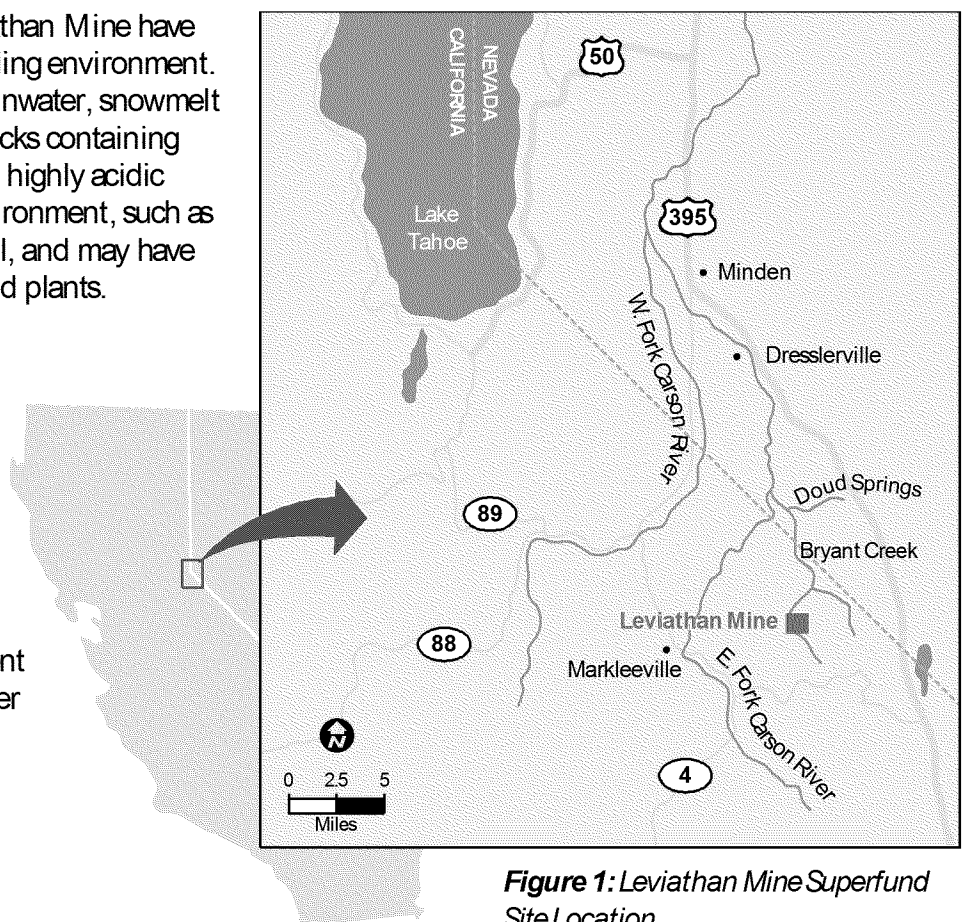 than Mine have
ing environment.
inwater, snowmelt
cks containing
highly acidic
ronment, such as
l, and may have
d plants.
nt
er
NEVADA
CALIFORNIA
50
Lake
Tahoe
395
Minden
W. Fork Carson River
Dresslerville
Doud Springs
89
Bryant Creek
Leviathan Mine
88
Markleeville
E. Fork Carson River
N
4
0 2.5 5
Miles
Figure 1: Leviathan Mine Superfund
Site Location